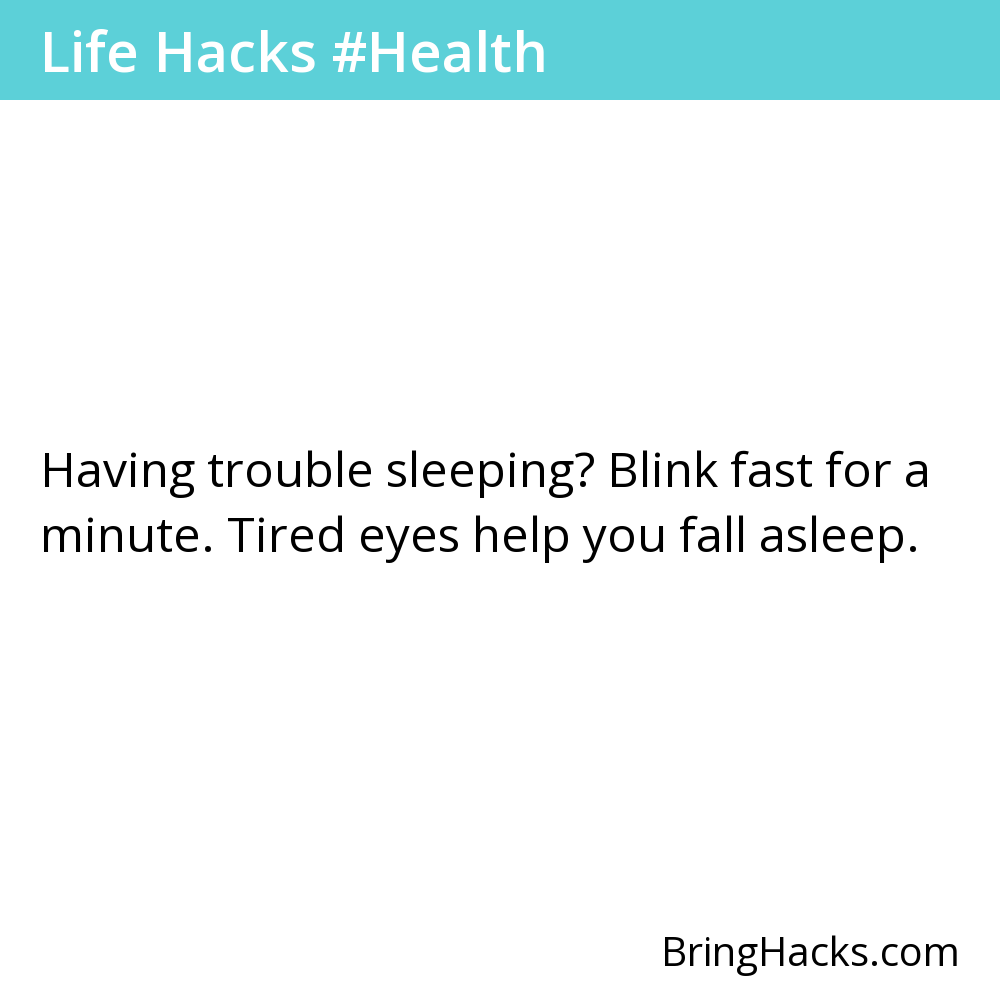 Life Hacks #Health
Having trouble sleeping? Blink fast for a
minute. Tired eyes help you fall asleep.
BringHacks.com